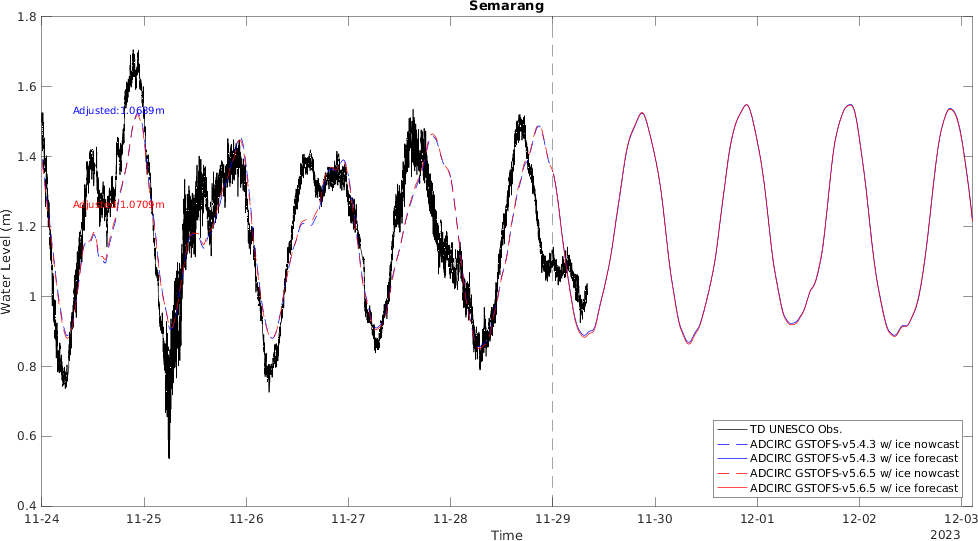 Semarang
1.8
1.6
1.4
1.2
1
0.8
0.6
0.4
Water Level (m)
Adjusted:1.0689m
Adjusted:1.0709m
TD UNESCO Obs.
ADCIRC GSTOFS-v5.4.3 w/ ice nowcast
ADCIRC GSTOFS-v5.4.3 w/ ice forecast
ADCIRC GSTOFS-v5.6.5 w/ ice nowcast
ADCIRC GSTOFS-v5.6.5 w/ ice forecast
11-24 11-25 11-26 11-27 11-28 11-29 11-30 12-01 12-02 12-03
Time
2023